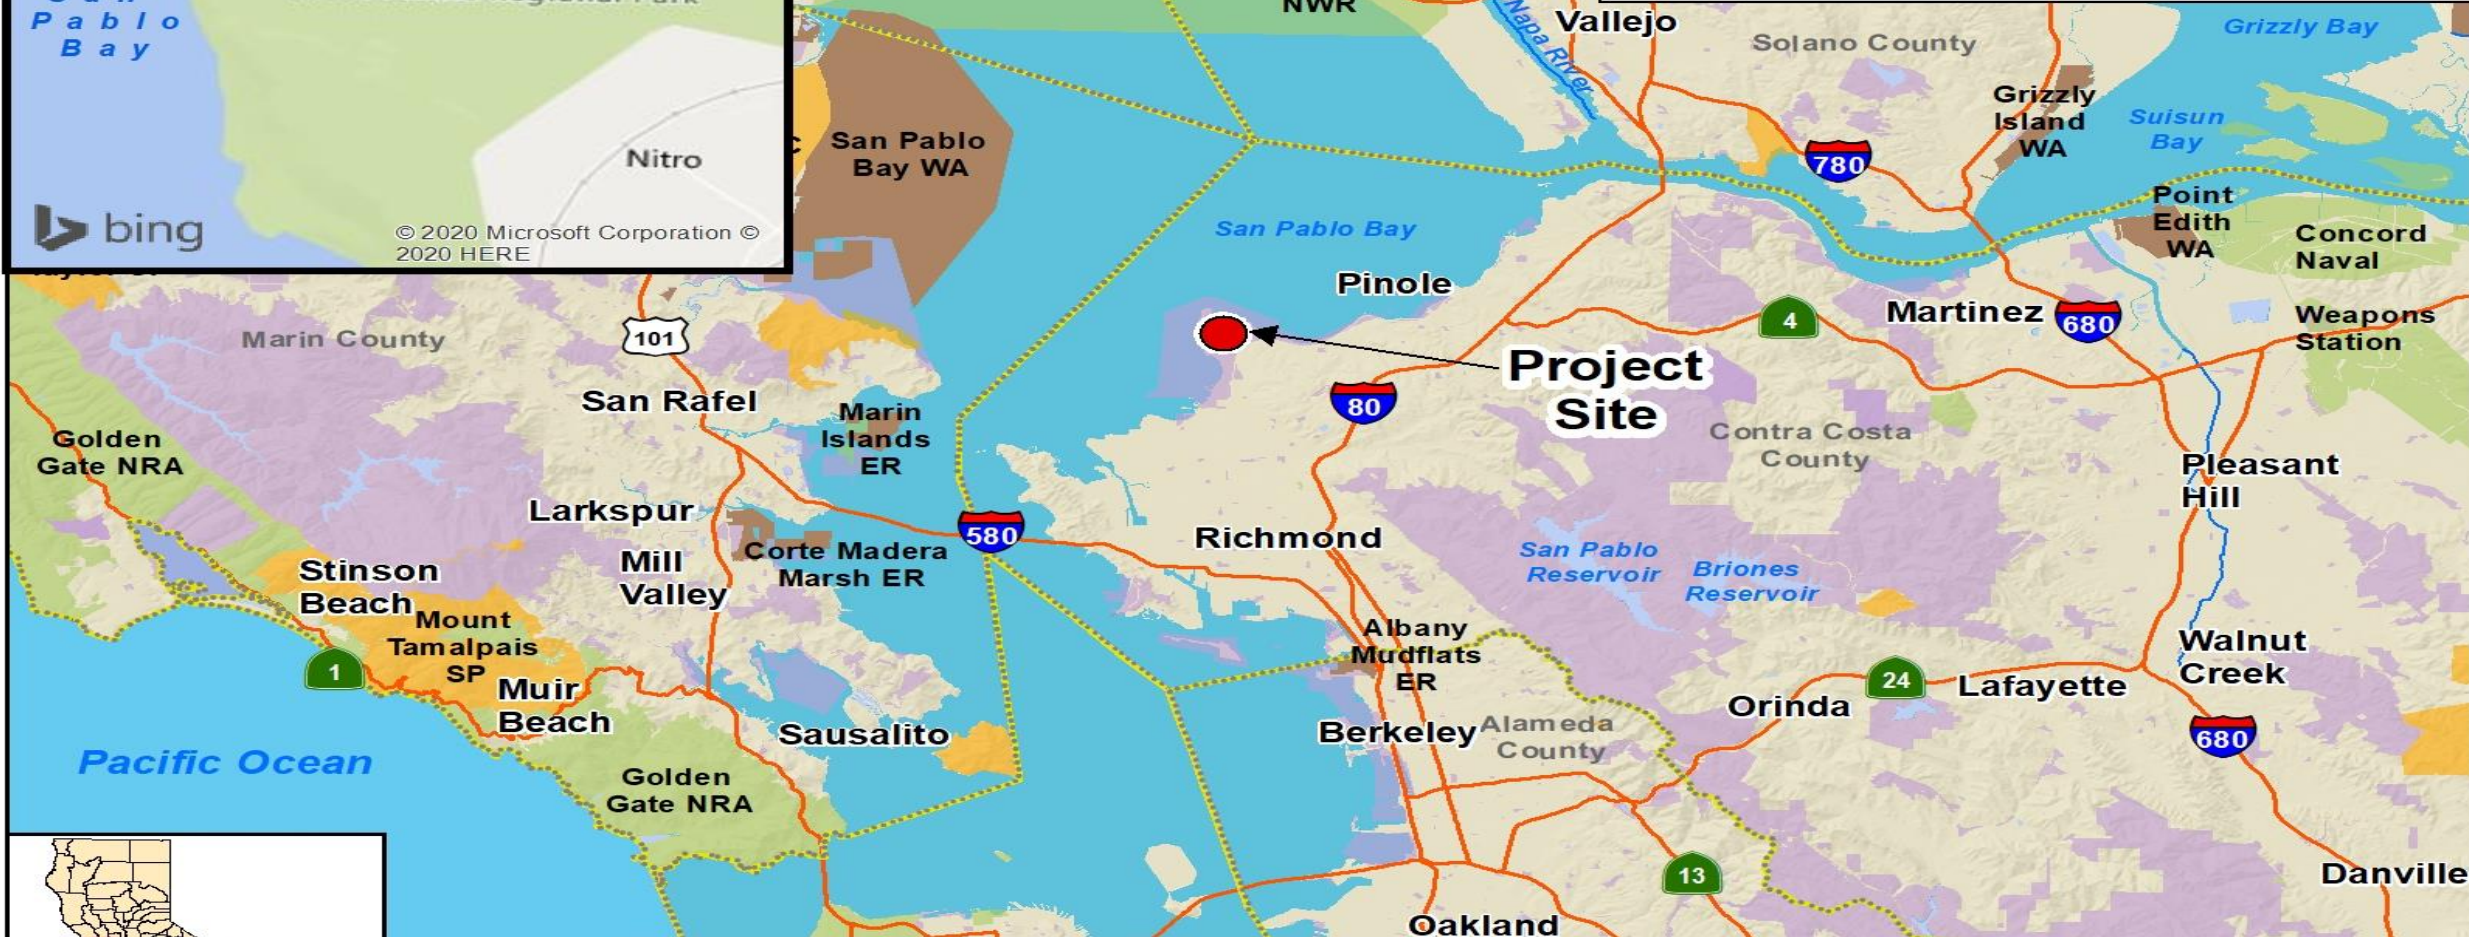 Pablo
Bay
Nitro
bing
© 2020 Microsoft Corporation ©
2020 HERE
NWR
Napa River
Vallejo
Solano County
Grizzly Bay
Grizzly
Island
WA
Suisun
Bay
780
San Pablo
Bay WA
San Pablo Bay
Point
Edith
WA
Concord
Naval
Weapons
Station
Pinole
Martinez
680
4
Marin County
101
Project
Site
80
San Rafel
Marin
Islands
ER
Contra Costa
County
Golden
Gate NRA
Pleasant
Hill
Larkspur
580
Richmond
Corte Madera
Marsh ER
Mill
Valley
San Pablo
Reservoir
Briones
Reservoir
Stinson
Beach
Mount
Tamalpais
SP
Albany
Mudflats
ER
Walnut
Creek
1
Muir
Beach
24
Lafayette
Orinda
Sausalito
Berkeley
Alameda
County
680
Pacific Ocean
Golden
Gate NRA
13
Danville
Oakland